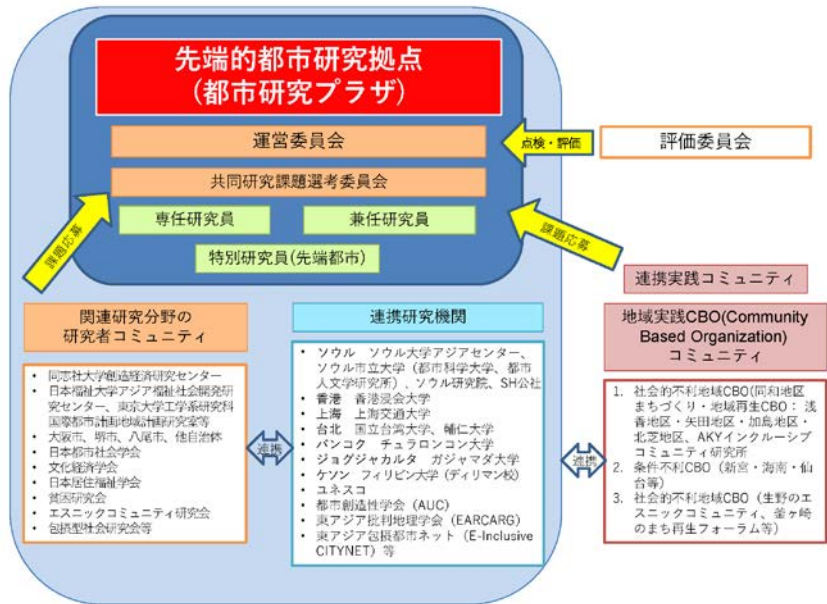 先端的都市研究拠点
(都市研究プラザ)
運営委員会
点検・評価
評価委員会
共同研究課題選考委員会
専任研究員
兼任研究員
特別研究員(先端都市)
課題応募
課題応募
連携実践コミュニティ
関連研究分野の
研究者コミュニティ
• 同志社大学創造経済研究センター
• 日本福祉大学アジア福祉社会開発研
究センター、東京大学工学系研究科
国際都市計画地域計画研究室等
• 大阪市、堺市、八尾市、他自治体
• 日本都市社会学会
• 文化経済学会
• 日本居住福祉学会
• 貧困研究会
• エスニックコミュニティ研究会
• 包摂型社会研究会等
連携
連携研究機関
• ソウル ソウル大学アジアセンター、
ソウル市立大学(都市科学大学、都市
人文学研究所)、ソウル研究院、SH公社
• 香港 香港浸会大学
• 上海 上海交通大学
• 台北 国立台湾大学、輔仁大学
• バンコク チュラロンコン大学
• ジョグジャカルタ ガジャマダ大学
• ケソン フィリピン大学(ディリマン校)
• ユネスコ
• 都市創造性学会(AUC)
• 東アジア批判地理学会(EARCARG)
• 東アジア包摂都市ネット(E-Inclusive
CITYNET)等
連携
地域実践CBO(Community
Based Organization)
コミュニティ
1. 社会的不利地域CBO(同和地区
まちづくり・地域再生CBO：浅
香地区・矢田地区・加島地区・
北芝地区、AKYインクルーシブ
コミュニティ研究所
2. 条件不利CBO(新宮・海南・仙
台等)
3. 社会的不利地域CBO(生野のエ
スニックコミュニティ、釜ヶ崎
のまち再生フォーラム等)